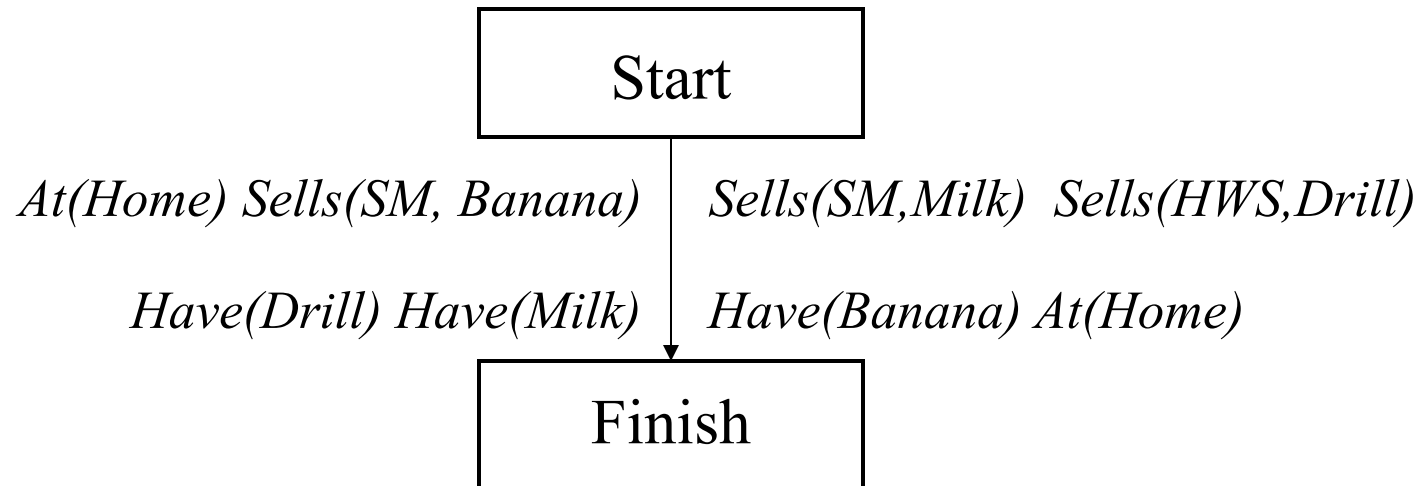 Start
At(Home) Sells(SM, Banana) Sells(SM,Milk) Sells(HWS,Drill)
Have(Drill) Have(Milk) Have(Banana) At(Home)
Finish